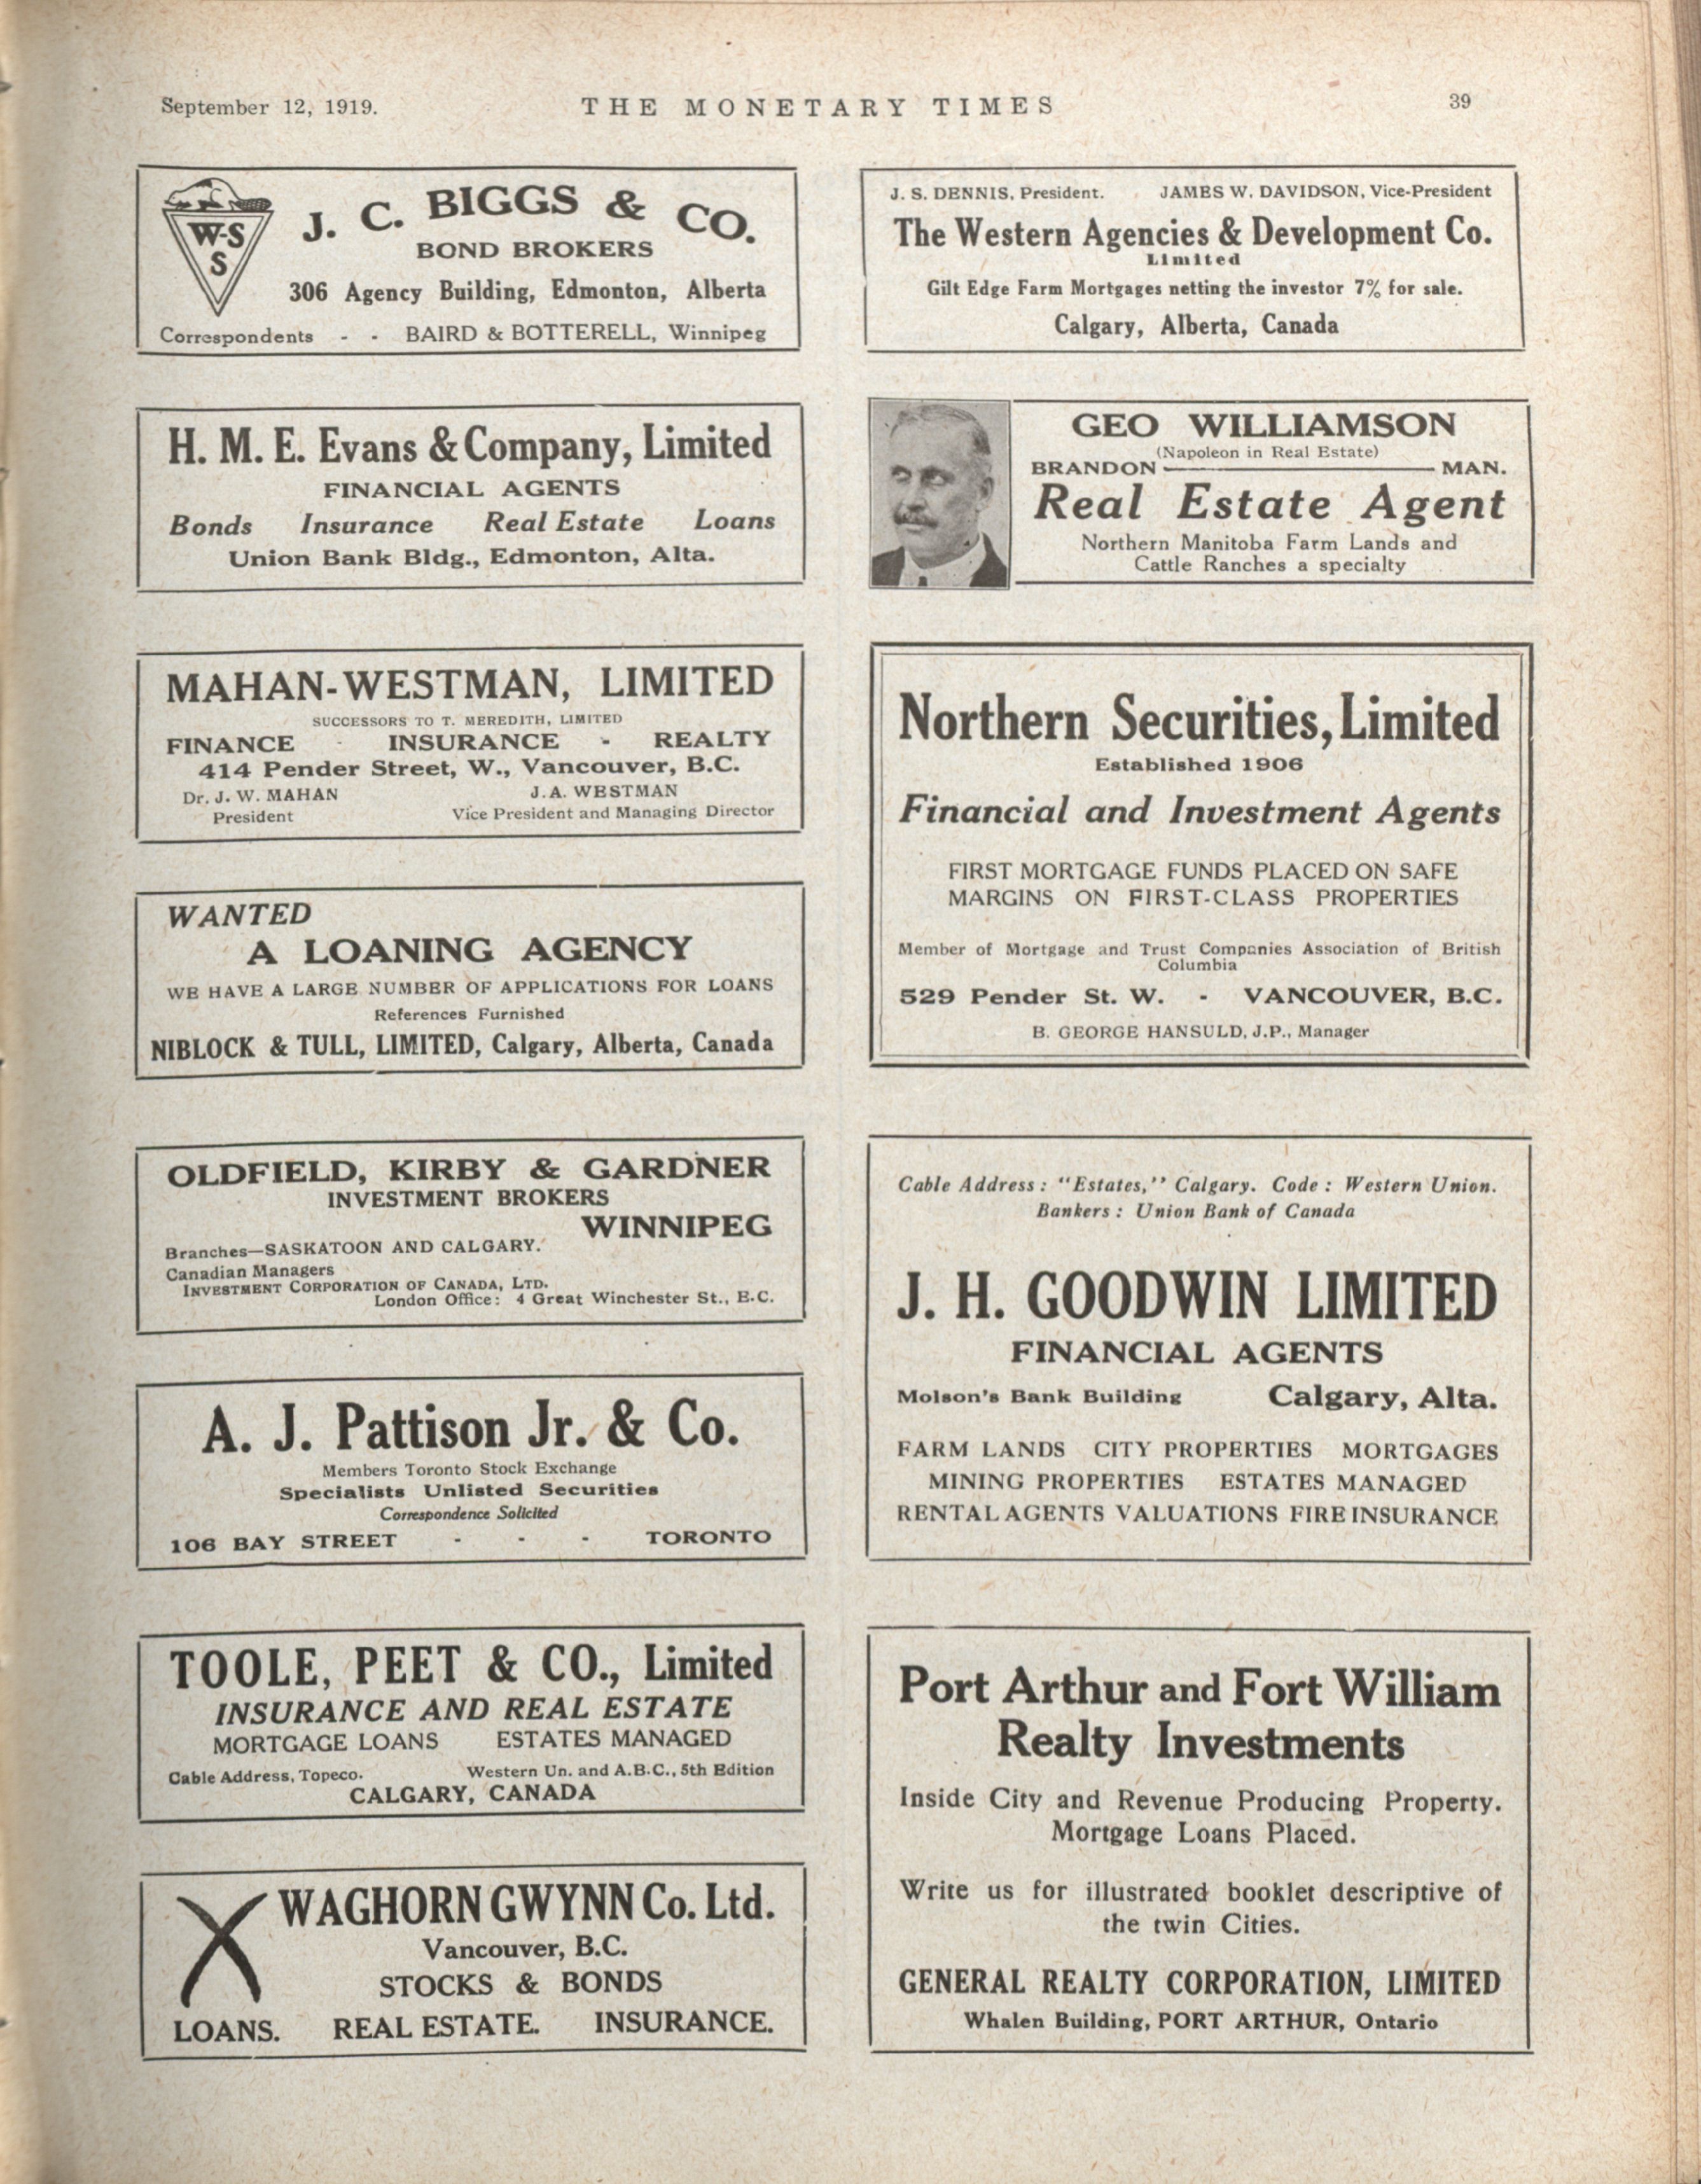 September 12, 1919.
THE MONETARY TIMES
39
W-S
S
J. C. BIGGS & CO.
BOND BROKERS
306 Agency Building, Edmonton, Alberta
Correspondents - - BAIRD & BOTTERELL, Winnipeg
H. M. E. Evans & Company, Limited
FINANCIAL AGENTS
Bonds Insurance Real Estate Loans
Union Bank Bldg., Edmonton, Alta.
MAHAN-WESTMAN, LIMITED
SUCCESSORS TO T. MEREDITH, LIMITED
FINANCE - INSURANCE - REALTY
414 Pender Street, W., Vancouver, B.C.
Dr. J. W. MAHAN J. A. WESTMAN
President Vice President and Managing Director
WANTED
A LOANING AGENCY
WE HAVE A LARGE NUMBER OF APPLICATIONS FOR LOANS
References Furnished
NIBLOCK & TULL, LIMITED, Calgary, Alberta, Canada
OLDFIELD, KIRBY & GARDNER
INVESTMENT BROKERS
WINNIPEG
Branches—SASKATOON AND CALGARY.
Canadian Managers
INVESTMENT CORPORATION OF CANADA, LTD.
London Office: 4 Great Winchester St., E.C.
A. J. Pattison Jr. & Co.
Members Toronto Stock Exchange
Specialists Unlisted Securities
Correspondence Solicited
106 BAY STREET - - - TORONTO
TOOLE, PEET & CO., Limited
INSURANCE AND REAL ESTATE
MORTGAGE LOANS ESTATES MANAGED
Cable Address, Topeco. Western Un. and A.B.C., 5th Edition
CALGARY, CANADA
WAGHORN GWYNN Co. Ltd.
Vancouver, B.C.
STOCKS & BONDS
LOANS. REAL ESTATE. INSURANCE.
J. S. DENNIS, President. JAMES W. DAVIDSON, Vice-President
The Western Agencies & Development Co.
Limited
Gilt Edge Farm Mortgages netting the investor 7% for sale.
Calgary, Alberta, Canada
GEO WILLIAMSON
(Napoleon in Real Estate)
BRANDON MAN.
Real Estate Agent
Northern Manitoba Farm Lands and
Cattle Ranches a specialty
Northern Securities, Limited
Established 1906
Financial and Investment Agents
FIRST MORTGAGE FUNDS PLACED ON SAFE
MARGINS ON FIRST-CLASS PROPERTIES
Member of Mortgage and Trust Companies Association of British
Columbia
529 Pender St. W. - VANCOUVER, B.C.
B. GEORGE HANSULD, J.P., Manager
Cable Address: "Estates," Calgary. Code: Western Union.
Bankers: Union Bank of Canada
J. H. GOODWIN LIMITED
FINANCIAL AGENTS
Molson's Bank Building Calgary, Alta.
FARM LANDS CITY PROPERTIES MORTGAGES
MINING PROPERTIES ESTATES MANAGED
RENTAL AGENTS VALUATIONS FIRE INSURANCE
Port Arthur and Fort William
Realty Investments
Inside City and Revenue Producing Property.
Mortgage Loans Placed.
Write us for illustrated booklet descriptive of
the twin Cities.
GENERAL REALTY CORPORATION, LIMITED
Whalen Building, PORT ARTHUR, Ontario